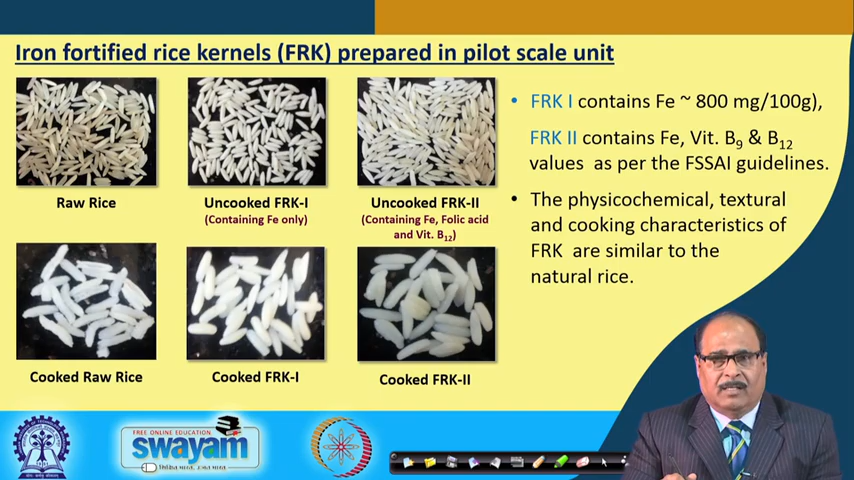 Iron fortified rice kernels (FRK) prepared in pilot scale unit
Raw Rice
Uncooked FRK-I
(Containing Fe only)
Uncooked FRK-II
(Containing Fe, Folic acid
and Vit. B12)
Cooked Raw Rice
Cooked FRK-I
Cooked FRK-II
• FRK I contains Fe ~ 800 mg/100g),
FRK II contains Fe, Vit. B9 & B12
values as per the FSSAI guidelines.
• The physicochemical, textural
and cooking characteristics of
FRK are similar to the
natural rice.
FREE ONLINE EDUCATION
swayam